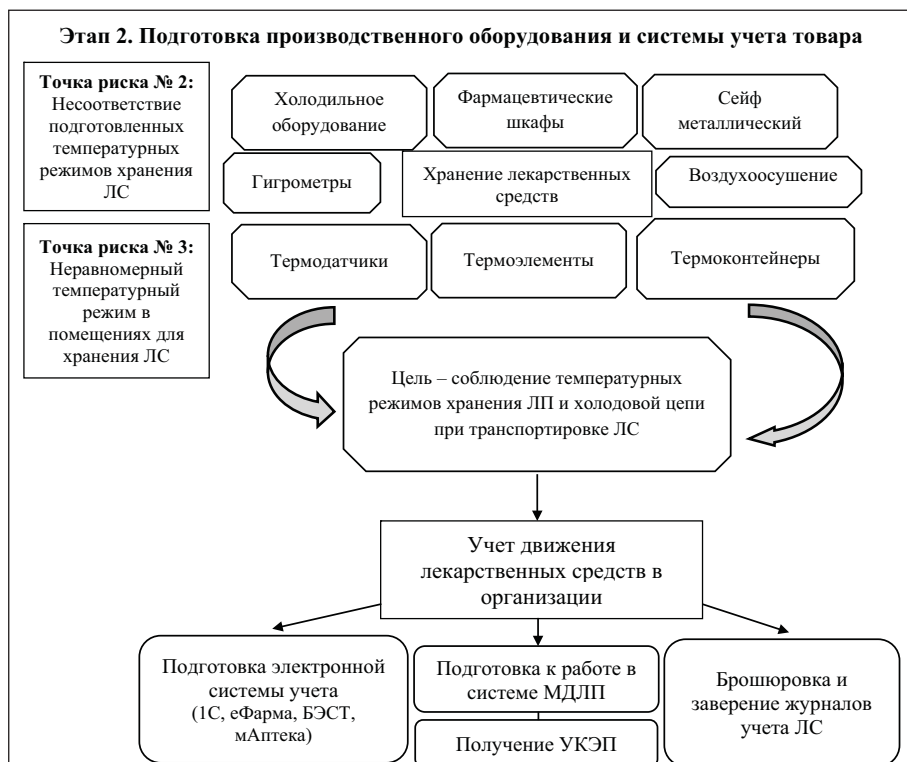 Этап 2. Подготовка производственного оборудования и системы учета товара
Точка риска № 2:
Несоответствие
подготовленных
температурных
режимов хранения
ЛС
Холодильное
оборудование
Фармацевтические
шкафы
Сейф
металлический
Гигрометры
Хранение лекарственных
средств
Воздухоосушение
Точка риска № 3:
Неравномерный
температурный
режим в
помещениях для
хранения ЛС
Термодатчики
Термоэлементы
Термоконтейнеры
Цель – соблюдение температурных
режимов хранения ЛП и холодовой цепи
при транспортировке ЛС
Учет движения
лекарственных средств в
организации
Подготовка электронной
системы учета
(1С, еФарма, БЭСТ,
мАптека)
Подготовка к работе в
системе МДЛП
Получение УКЭП
Брошюровка и
заверение журналов
учета ЛС